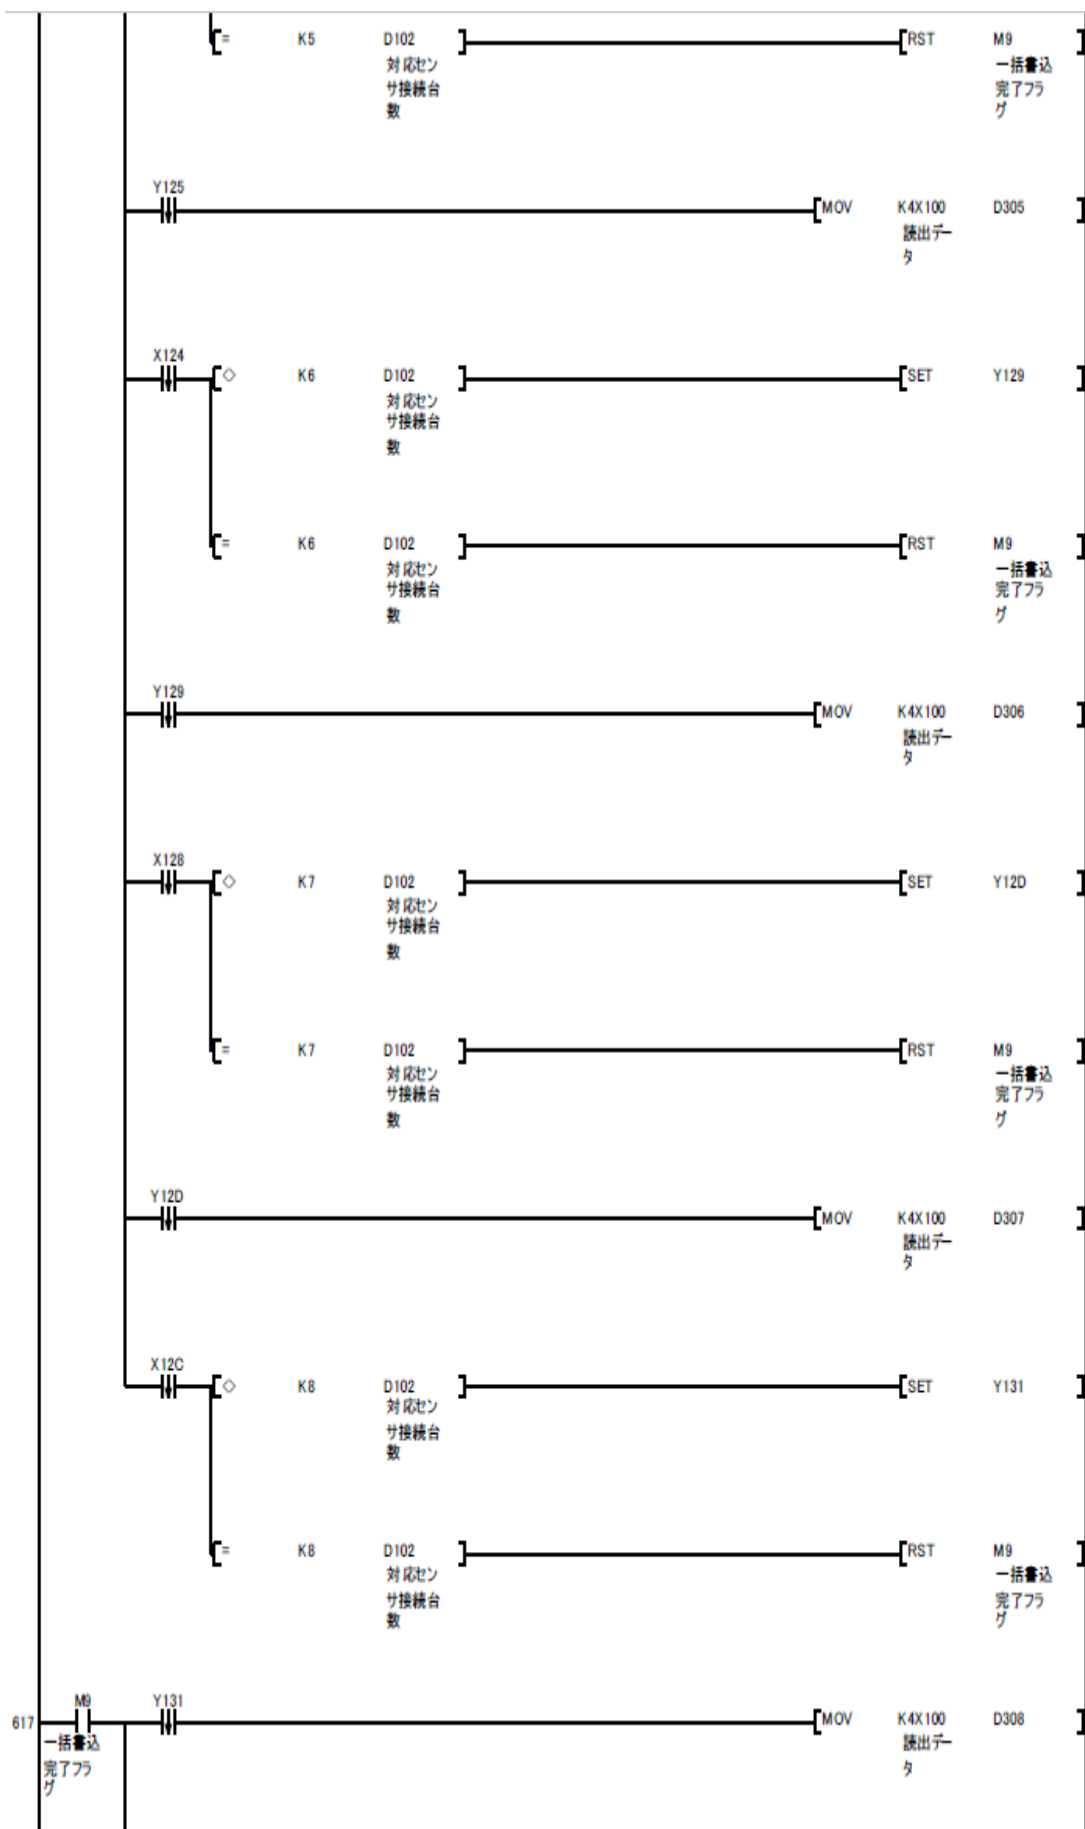 = K5 D102 RST M9
対応セン
サ接続台
数
一括書込
完了フラ
グ
Y125
MOV K4X100 D305
読出デー
タ
X124
<> K6 D102 SET Y129
対応セン
サ接続台
数
= K6 D102 RST M9
対応セン
サ接続台
数
一括書込
完了フラ
グ
Y129
MOV K4X100 D306
読出デー
タ
X128
<> K7 D102 SET Y12D
対応セン
サ接続台
数
= K7 D102 RST M9
対応セン
サ接続台
数
一括書込
完了フラ
グ
Y12D
MOV K4X100 D307
読出デー
タ
X12C
<> K8 D102 SET Y131
対応セン
サ接続台
数
= K8 D102 RST M9
対応セン
サ接続台
数
一括書込
完了フラ
グ
M9 Y131
617 MOV K4X100 D308
一括書込
完了フラ
グ
読出デー
タ